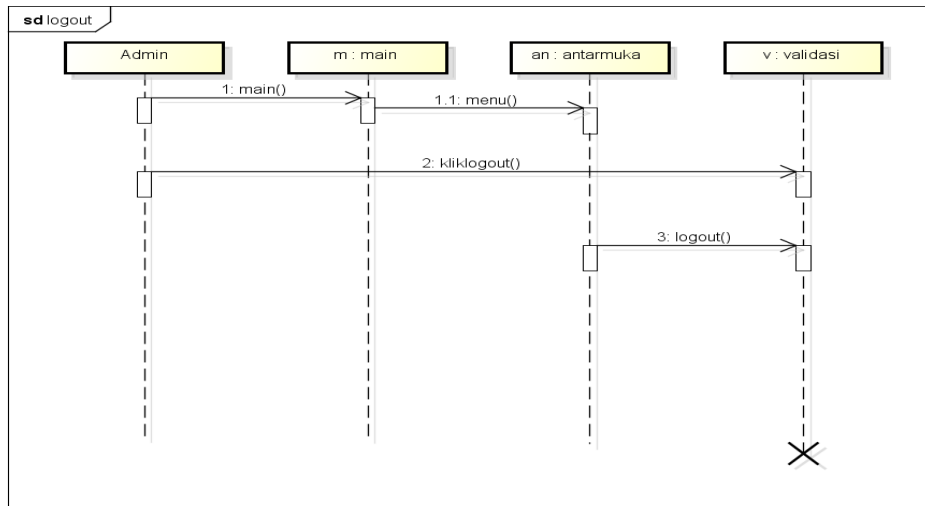 sd logout
Admin
m : main
an : antarmuka
v : validasi
1: main()
1.1: menu()
2: kliklogout()
3: logout()